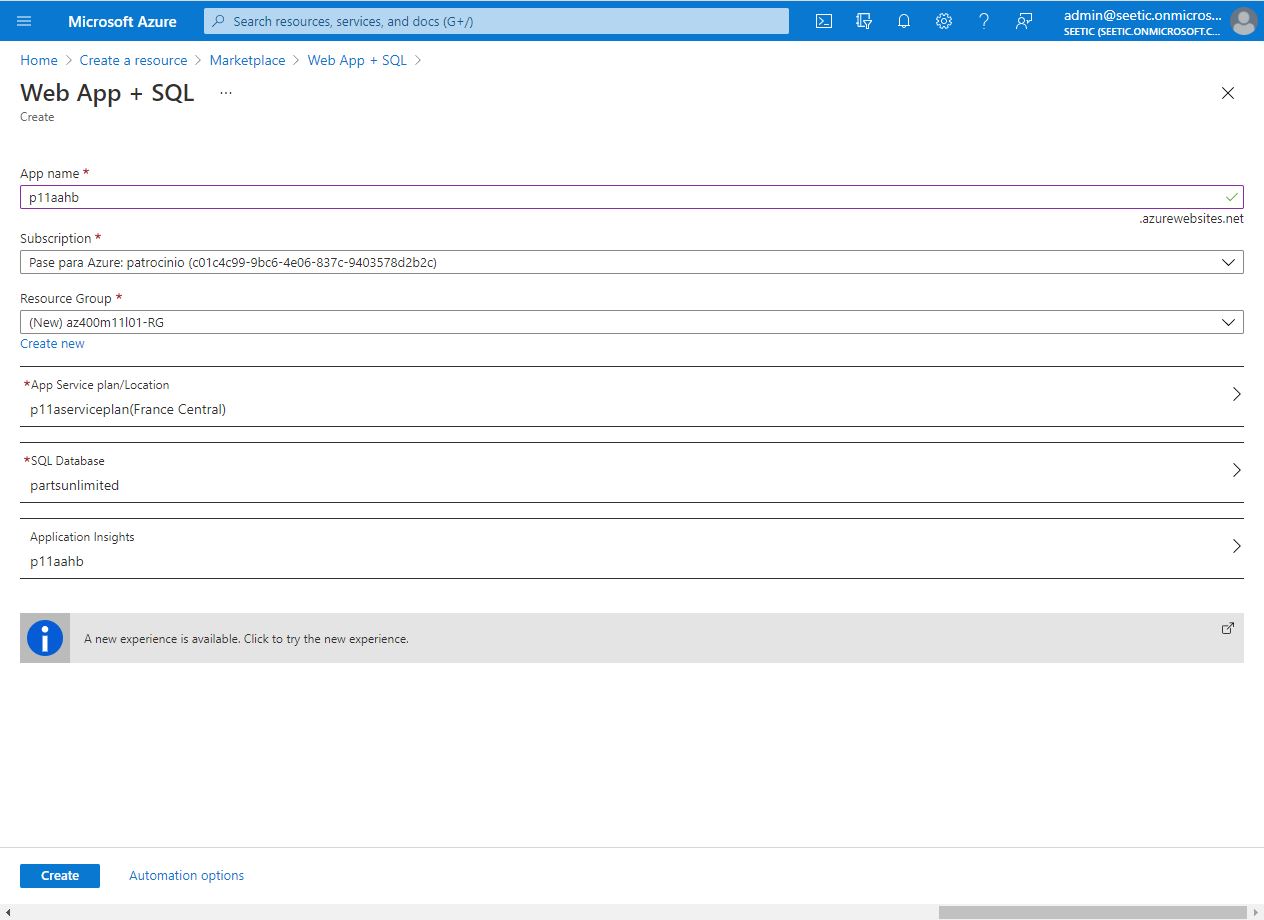 Microsoft Azure
Search resources, services, and docs (G+/)
admin@seetic.onmicros...
SEETIC (SEETIC.ONMICROSOFT.C...
Home > Create a resource > Marketplace > Web App + SQL >
Web App + SQL ...
Create
App name *
p11aahb
.azurewebsites.net
Subscription *
Pase para Azure: patrocinio (c01c4c99-9bc6-4e06-837c-9403578d2b2c)
Resource Group *
(New) az400m11l01-RG
Create new
*App Service plan/Location
p11aserviceplan(France Central)
*SQL Database
partsunlimited
Application Insights
p11aahb
A new experience is available. Click to try the new experience.
Create
Automation options